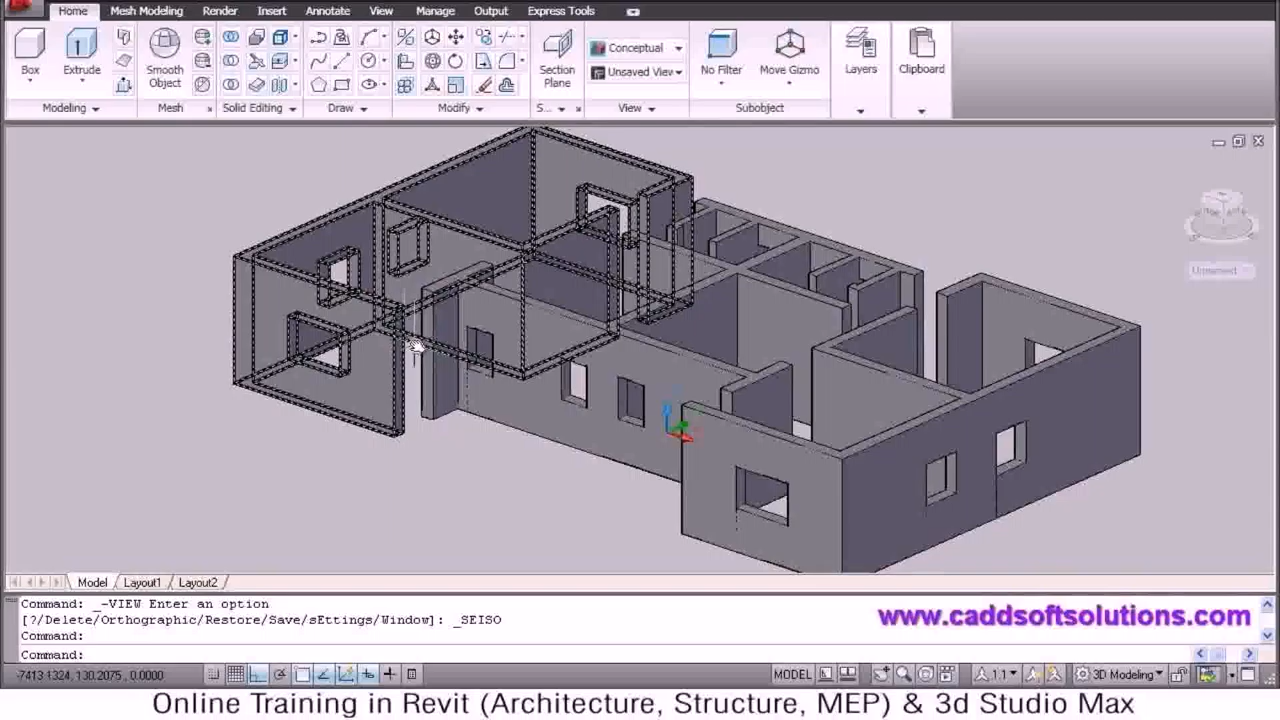 Home Mesh Modeling Render Insert Annotate View Manage Output Express Tools
Box Extrude Smooth Object Section Plane Conceptual Unsaved View No Filter Move Gizmo Layers Clipboard
Modeling Mesh Solid Editing Draw Modify S... View Subobject
Unnamed
Model Layout1 Layout2
Command: _-VIEW Enter an option
[?/Delete/Orthographic/Restore/Save/sEttings/Window]: _SEISO
Command:
www.caddsoftsolutions.com
Command:
-7413.1324, 130.2075, 0.0000 MODEL 1:1 3D Modeling
Online Training in Revit (Architecture, Structure, MEP) & 3d Studio Max